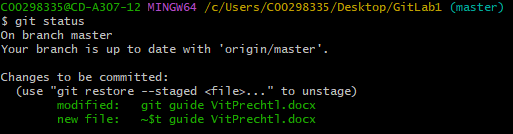 C00298335@CD-A307-12 MINGW64 /c/Users/C00298335/Desktop/GitLab1 (master)
$ git status
On branch master
Your branch is up to date with 'origin/master'.
Changes to be committed:
(use "git restore --staged <file>..." to unstage)
modified:   git guide VitPrechtl.docx
new file:   ~$t guide VitPrechtl.docx